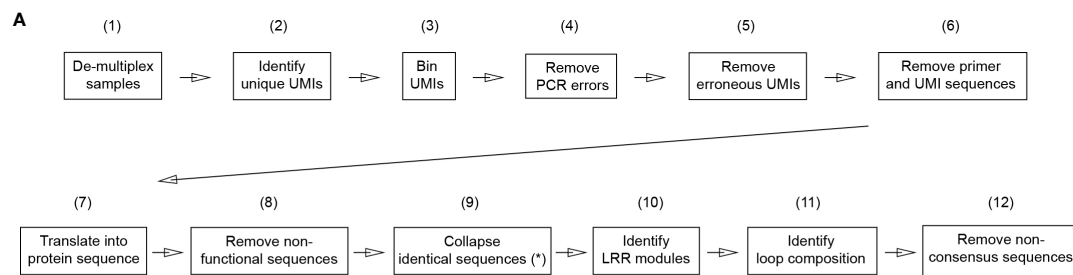 A
(1)
(2)
(3)
(4)
(5)
(6)
De-multiplex
samples
Identify
unique UMIs
Bin
UMIs
Remove
PCR errors
Remove
erroneous UMIs
Remove primer
and UMI sequences
(7)
(8)
(9)
(10)
(11)
(12)
Translate into
protein sequence
Remove non-
functional sequences
Collapse
identical sequences (*)
Identify
LRR modules
Identify
loop composition
Remove non-
consensus sequences